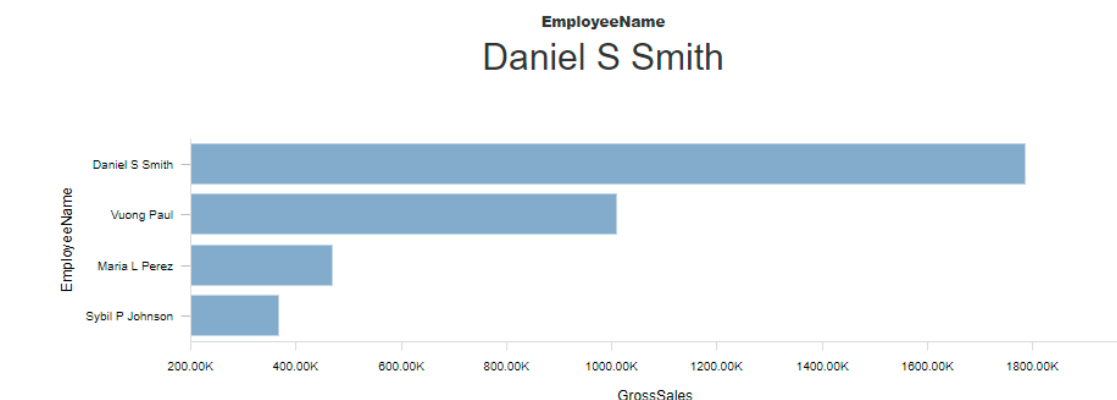 EmployeeName
Daniel S Smith
EmployeeName
Daniel S Smith
Vuong Paul
Maria L Perez
Sybil P Johnson
200.00K 400.00K 600.00K 800.00K 1000.00K 1200.00K 1400.00K 1600.00K 1800.00K
GrossSales